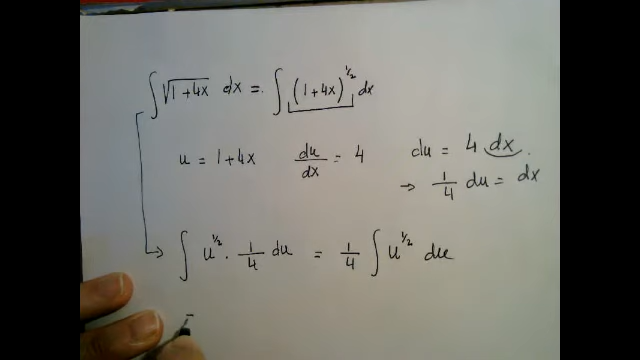 ∫ √(1+4x) dx = ∫ (1+4x)^½ dx
u = 1+4x du/dx = 4 du = 4 dx.
→ 1/4 du = dx
∫ u^½ · 1/4 du = 1/4 ∫ u^½ du